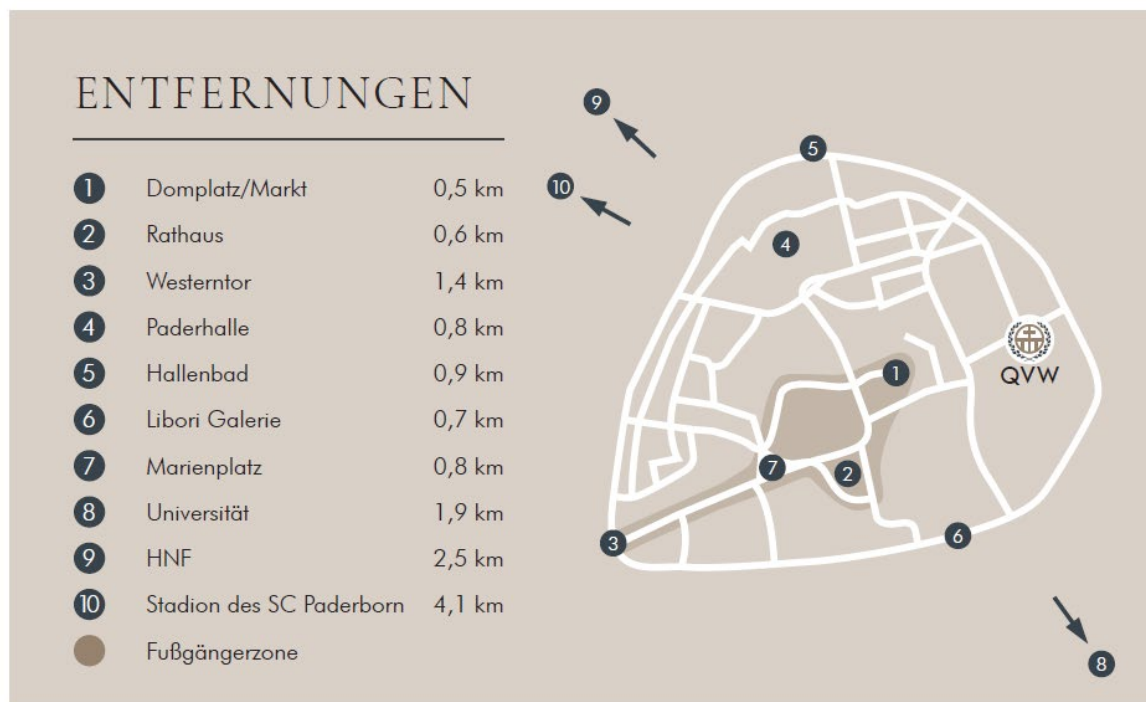 ENTFERNUNGEN
1 Domplatz/Markt 0,5 km
2 Rathaus 0,6 km
3 Westerntor 1,4 km
4 Paderhalle 0,8 km
5 Hallenbad 0,9 km
6 Libori Galerie 0,7 km
7 Marienplatz 0,8 km
8 Universität 1,9 km
9 HNF 2,5 km
10 Stadion des SC Paderborn 4,1 km
Fußgängerzone
9
5
10
4
QVW
1
7
2
3
6
8